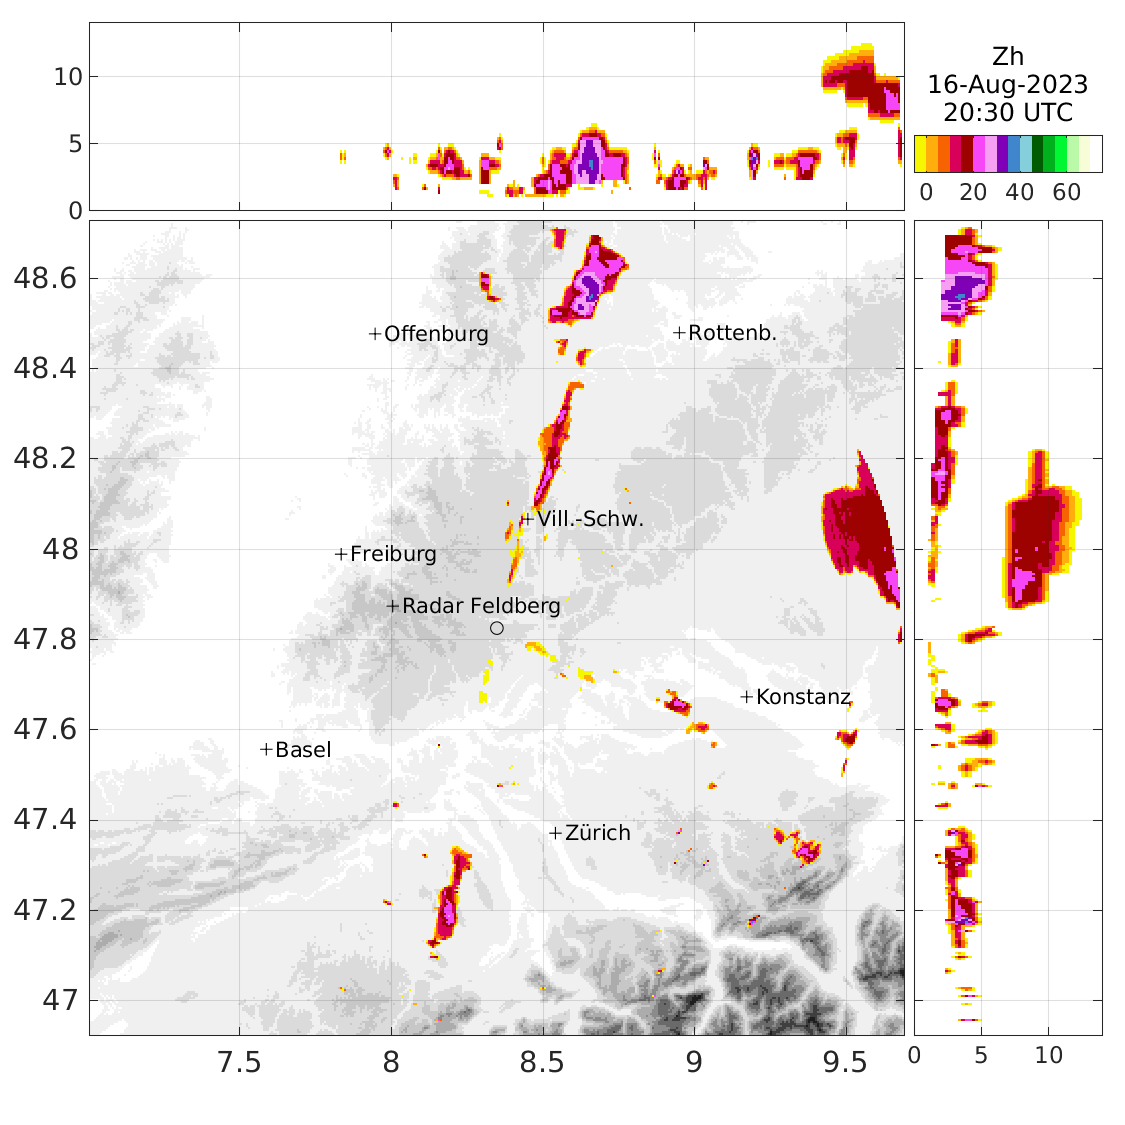 10
5
0
Zh
16-Aug-2023
20:30 UTC
0 20 40 60
48.6
48.4
48.2
48
47.8
47.6
47.4
47.2
47
+Offenburg
+Rottenb.
+Vill.-Schw.
+Freiburg
+Radar Feldberg
+Konstanz
+Basel
+Zürich
7.5 8 8.5 9 9.5
0 5 10